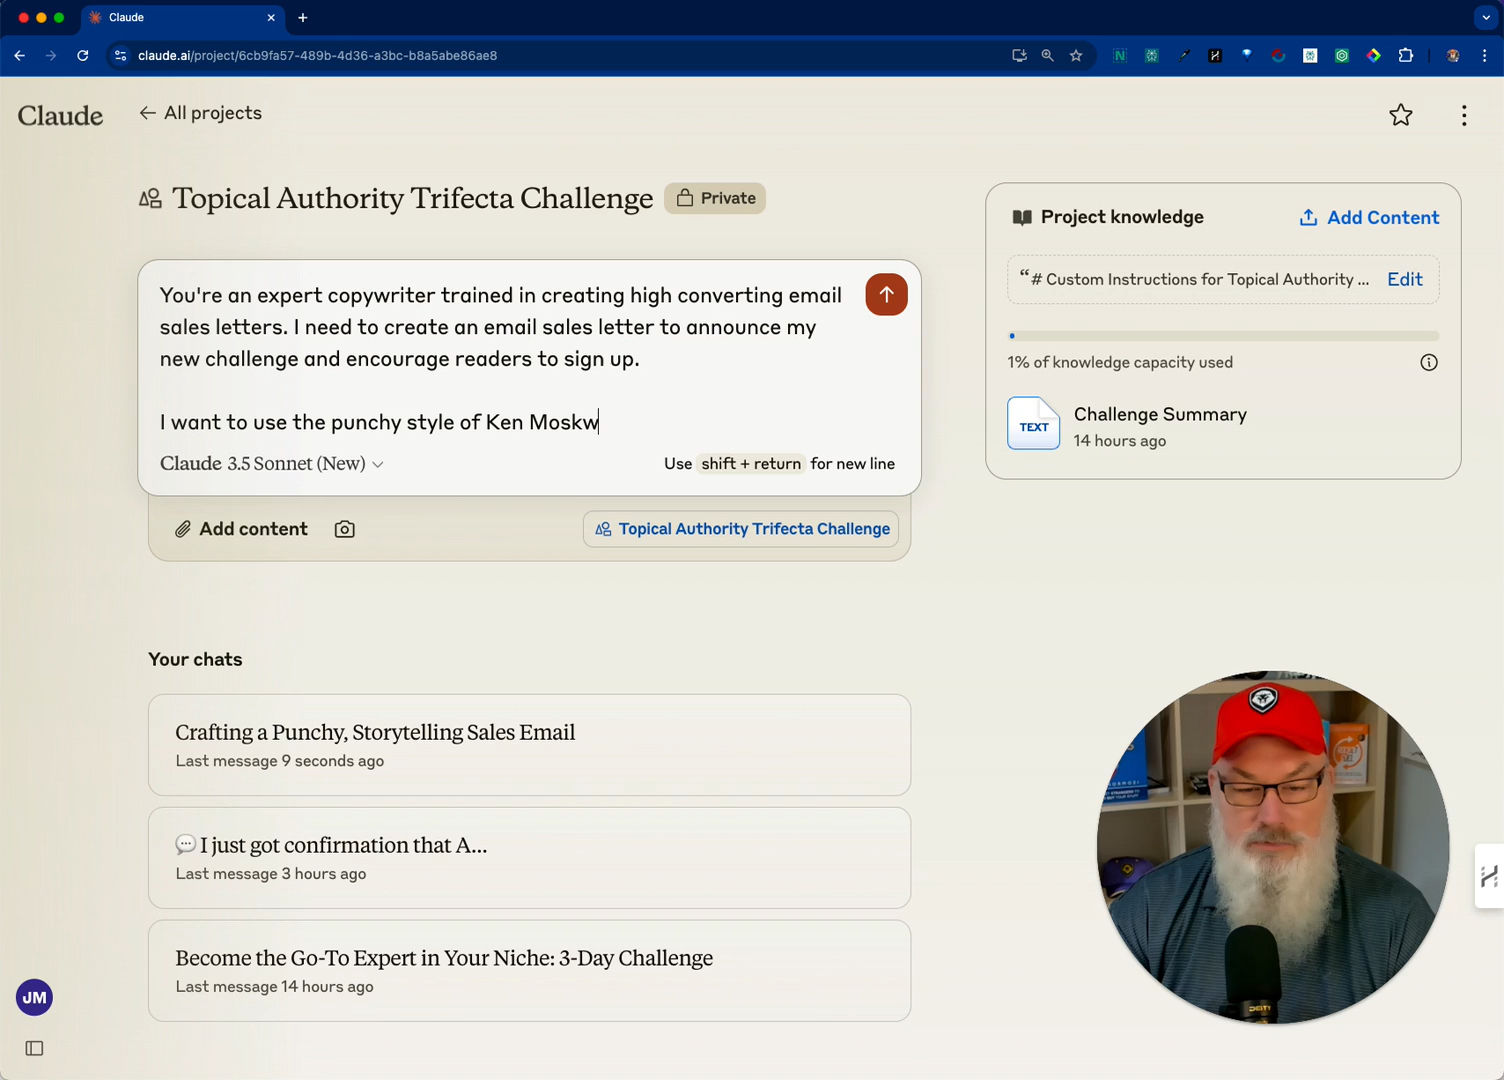 Claude
claude.ai/project/6cb9fa57-489b-4d36-a3bc-b8a5abe86ae8
Claude
All projects
Topical Authority Trifecta Challenge
Private
You're an expert copywriter trained in creating high converting email
sales letters. I need to create an email sales letter to announce my
new challenge and encourage readers to sign up.
I want to use the punchy style of Ken Moskw
Claude 3.5 Sonnet (New)
Use shift + return for new line
Add content
Topical Authority Trifecta Challenge
Project knowledge
Add Content
“# Custom Instructions for Topical Authority ...
Edit
1% of knowledge capacity used
TEXT
Challenge Summary
14 hours ago
Your chats
Crafting a Punchy, Storytelling Sales Email
Last message 9 seconds ago
💬 I just got confirmation that A...
Last message 3 hours ago
Become the Go-To Expert in Your Niche: 3-Day Challenge
Last message 14 hours ago
JM
DEITY